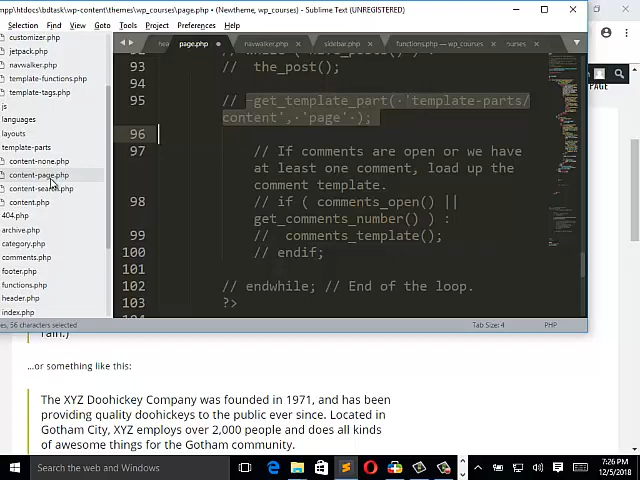 mpp\htdocs\bdtask\wp-content\themes\wp_courses\page.php • (Newtheme, wp_courses) - Sublime Text (UNREGISTERED)
Selection Find View Goto Tools Project Preferences Help
customizer.php
jetpack.php
navwalker.php
template-functions.php
template-tags.php
js
languages
layouts
template-parts
content-none.php
content-page.php
content-search.php
content.php
404.php
archive.php
category.php
comments.php
footer.php
functions.php
header.php
index.php
page.php
navwalker.php
sidebar.php
functions.php — wp_courses
93 // the_post();
94
95 // get_template_part( 'template-parts/
content', 'page' );
96
97 // If comments are open or we have
at least one comment, load up the
comment template.
98 // if ( comments_open() ||
get_comments_number() ) :
99 // comments_template();
100 // endif;
101
102 // endwhile; // End of the loop.
103 ?>
es, 56 characters selected
Tab Size: 4
PHP
PAGE
rain.)
...or something like this:
The XYZ Doohickey Company was founded in 1971, and has been
providing quality doohickeys to the public ever since. Located in
Gotham City, XYZ employs over 2,000 people and does all kinds
of awesome things for the Gotham community.
Search the web and Windows
7:26 PM
12/5/2018